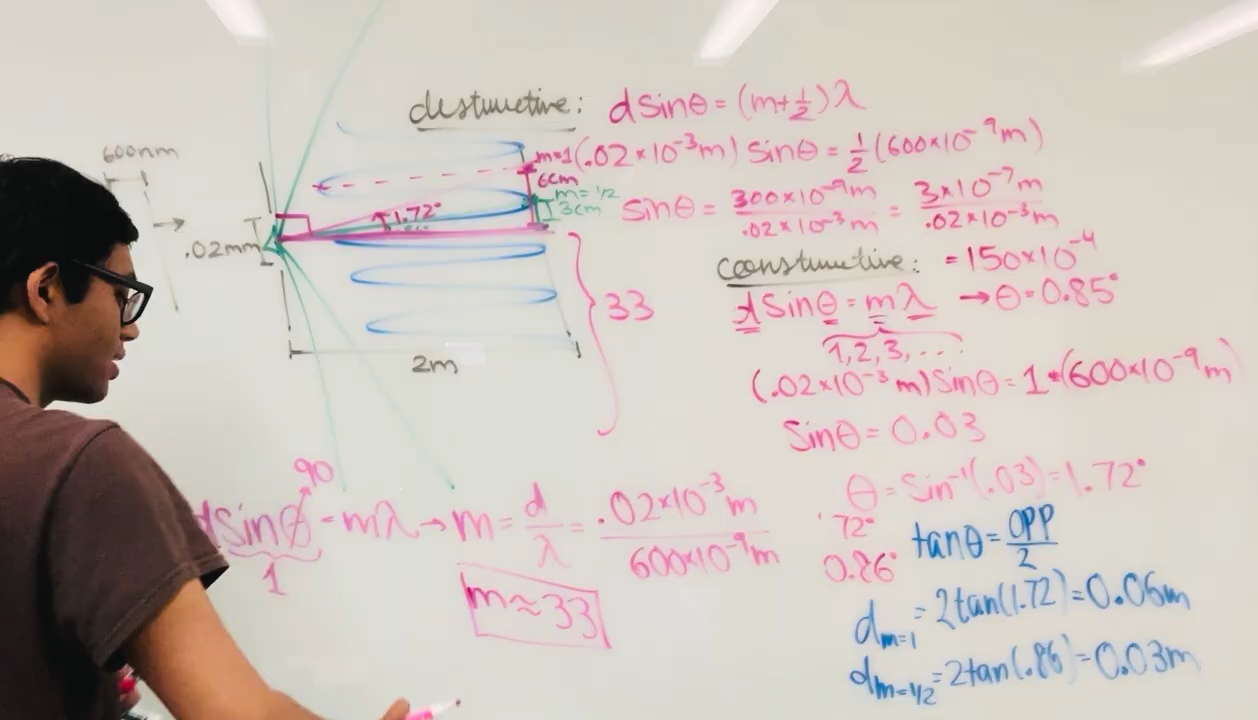 destructive: dsinθ = (m+½)λ
600nm
m=1 (.02×10⁻³m) sinθ = ½(600×10⁻⁹m)
6cm
m=½
3cm
1.72°
.02mm
sinθ = 300×10⁻⁹m/.02×10⁻³m = 3×10⁻⁷m/.02×10⁻³m
= 150×10⁻⁴
constructive:
dsinθ = mλ → θ = 0.85°
1,2,3,...
33
2m
(.02×10⁻³m) sinθ = 1•(600×10⁻⁹m)
sinθ = 0.03
θ = sin⁻¹(.03) = 1.72°
90
dsinθ = mλ → m = d/λ = .02×10⁻³m/600×10⁻⁹m
1
m≈33
72°
0.86°
tanθ = OPP/2
d m=1 = 2tan(1.72) = 0.06m
d m=1/2 = 2tan(.86) = 0.03m